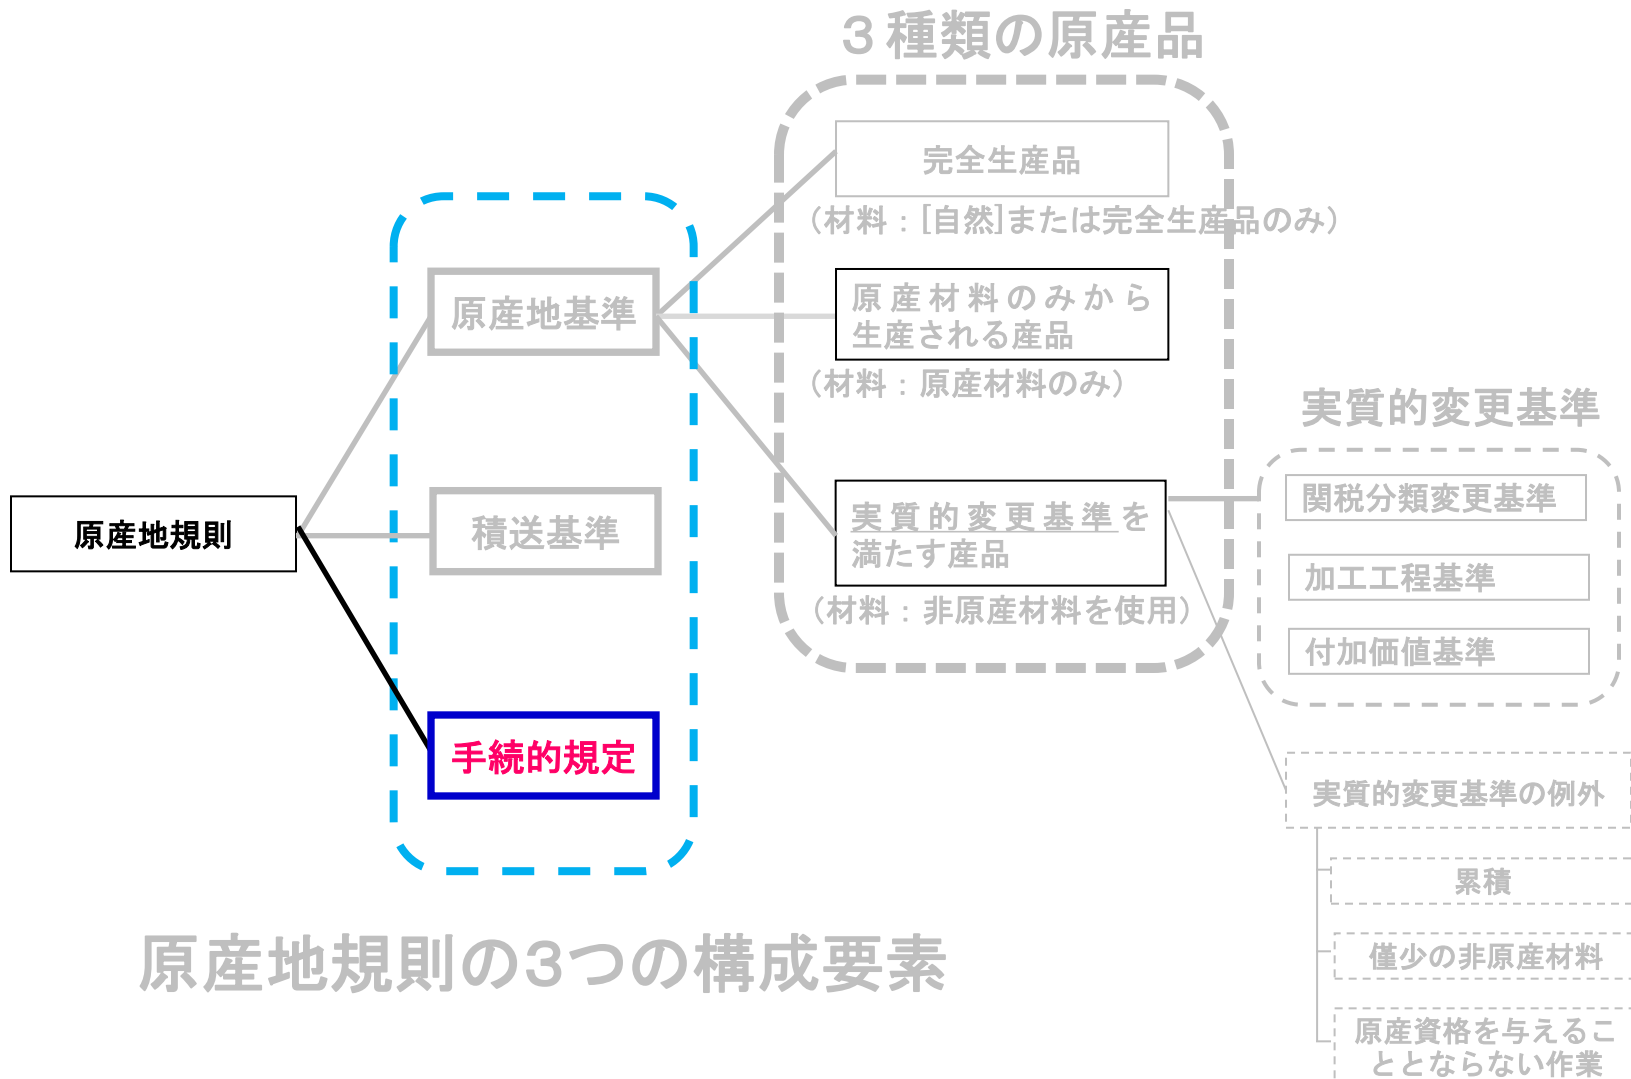 ３種類の原産品
完全生産品
（材料：[自然]または完全生産品のみ）
原産地基準
原産材料のみから
生産される産品
（材料：原産材料のみ）
実質的変更基準
関税分類変更基準
積送基準
実質的変更基準を
満たす産品
原産地規則
加工工程基準
（材料：非原産材料を使用）
付加価値基準
手続的規定
実質的変更基準の例外
累積
原産地規則の3つの構成要素
僅少の非原産材料
原産資格を与えるこ
ととならない作業